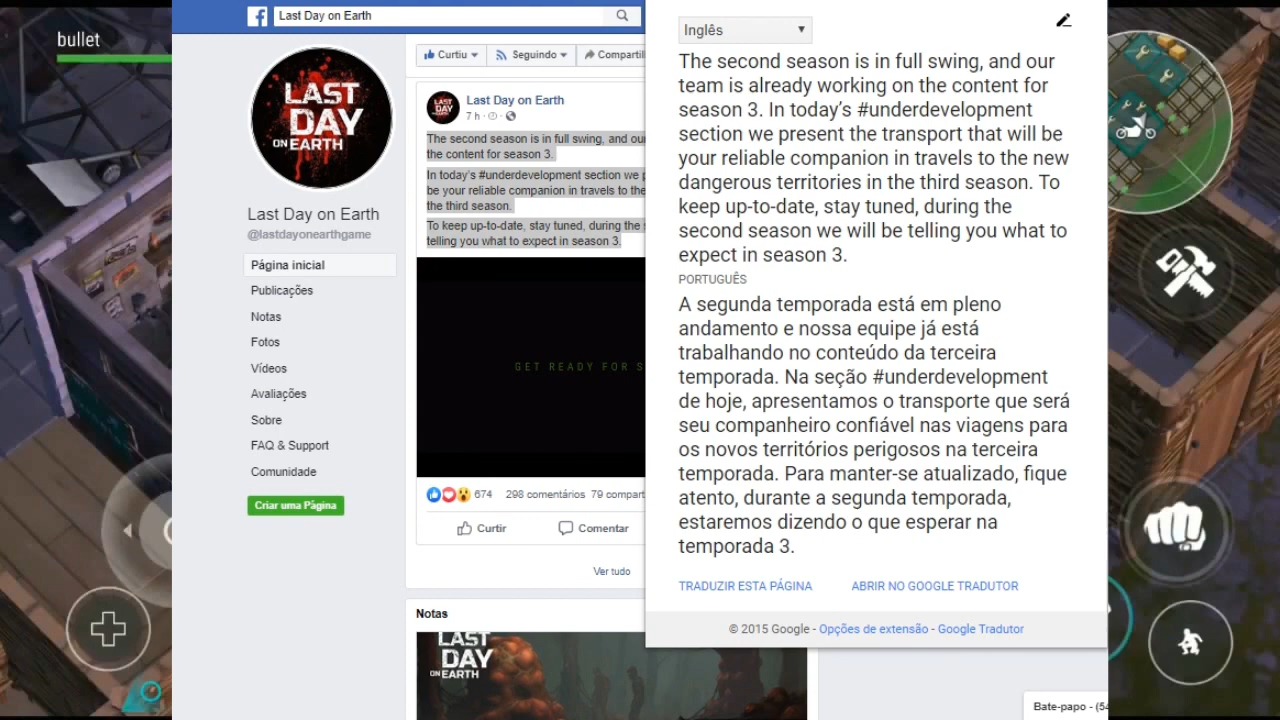 bullet
Last Day on Earth
LAST
DAY
ON EARTH
Last Day on Earth
@lastdayonearthgame
Página inicial
Publicações
Notas
Fotos
Vídeos
Avaliações
Sobre
FAQ & Support
Comunidade
Criar uma Página
Curtiu
Seguindo
Compartil
LAST
DAY
Last Day on Earth
7 h
The second season is in full swing, and ou
the content for season 3.
In today's #underdevelopment section we p
be your reliable companion in travels to the
the third season.
To keep up-to-date, stay tuned, during the s
telling you what to expect in season 3.
GET READY FOR S
674
298 comentários
79 compart
Curtir
Comentar
Ver tudo
Notas
LAST
DAY
ON EARTH
Inglês
The second season is in full swing, and our
team is already working on the content for
season 3. In today's #underdevelopment
section we present the transport that will be
your reliable companion in travels to the new
dangerous territories in the third season. To
keep up-to-date, stay tuned, during the
second season we will be telling you what to
expect in season 3.
PORTUGUÊS
A segunda temporada está em pleno
andamento e nossa equipe já está
trabalhando no conteúdo da terceira
temporada. Na seção #underdevelopment
de hoje, apresentamos o transporte que será
seu companheiro confiável nas viagens para
os novos territórios perigosos na terceira
temporada. Para manter-se atualizado, fique
atento, durante a segunda temporada,
estaremos dizendo o que esperar na
temporada 3.
TRADUZIR ESTA PÁGINA
ABRIR NO GOOGLE TRADUTOR
© 2015 Google - Opções de extensão - Google Tradutor
Bate-papo - (54